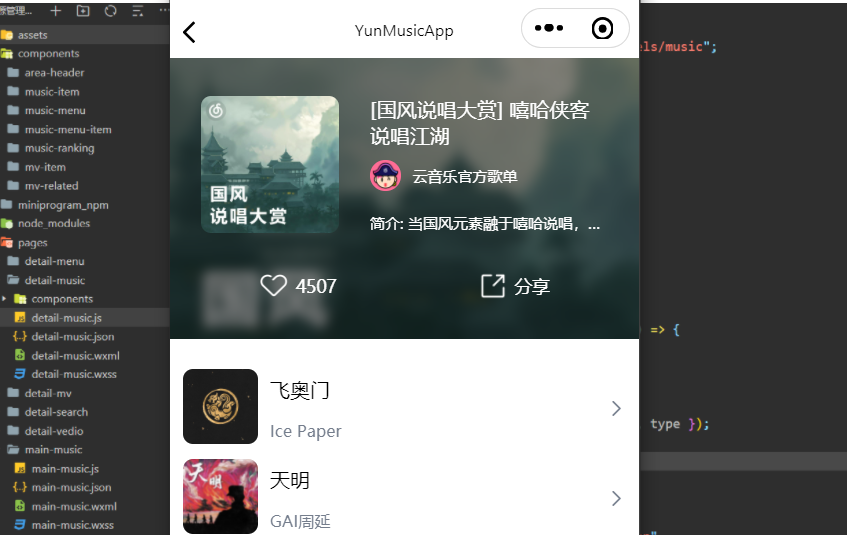 源管理...
assets
components
area-header
music-item
music-menu
music-menu-item
music-ranking
mv-item
mv-related
miniprogram_npm
node_modules
pages
detail-menu
detail-music
components
detail-music.js
detail-music.json
detail-music.wxml
detail-music.wxss
detail-mv
detail-search
detail-vedio
main-music
main-music.js
main-music.json
main-music.wxml
main-music.wxss
YunMusicApp
[国风说唱大赏] 嘻哈侠客
说唱江湖
云音乐官方歌单
简介: 当国风元素融于嘻哈说唱，...
国风
说唱大赏
4507
分享
飞奥门
Ice Paper
天明
天明
GAI周延
els/music";
=> {
type });